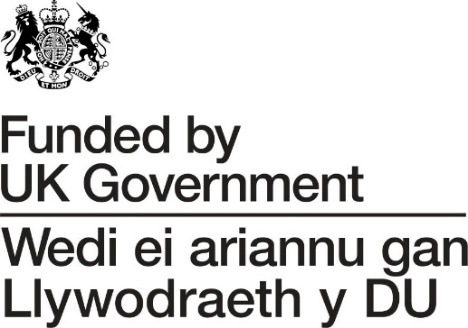 DIEU ET MON DROIT
Funded by
UK Government
Wedi ei ariannu gan
Llywodraeth y DU